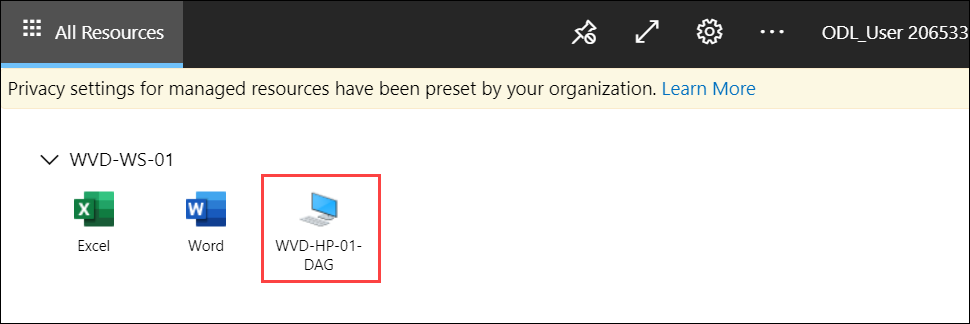 All Resources
ODL_User 206533
Privacy settings for managed resources have been preset by your organization. Learn More
WVD-WS-01
Excel
Word
WVD-HP-01-
DAG